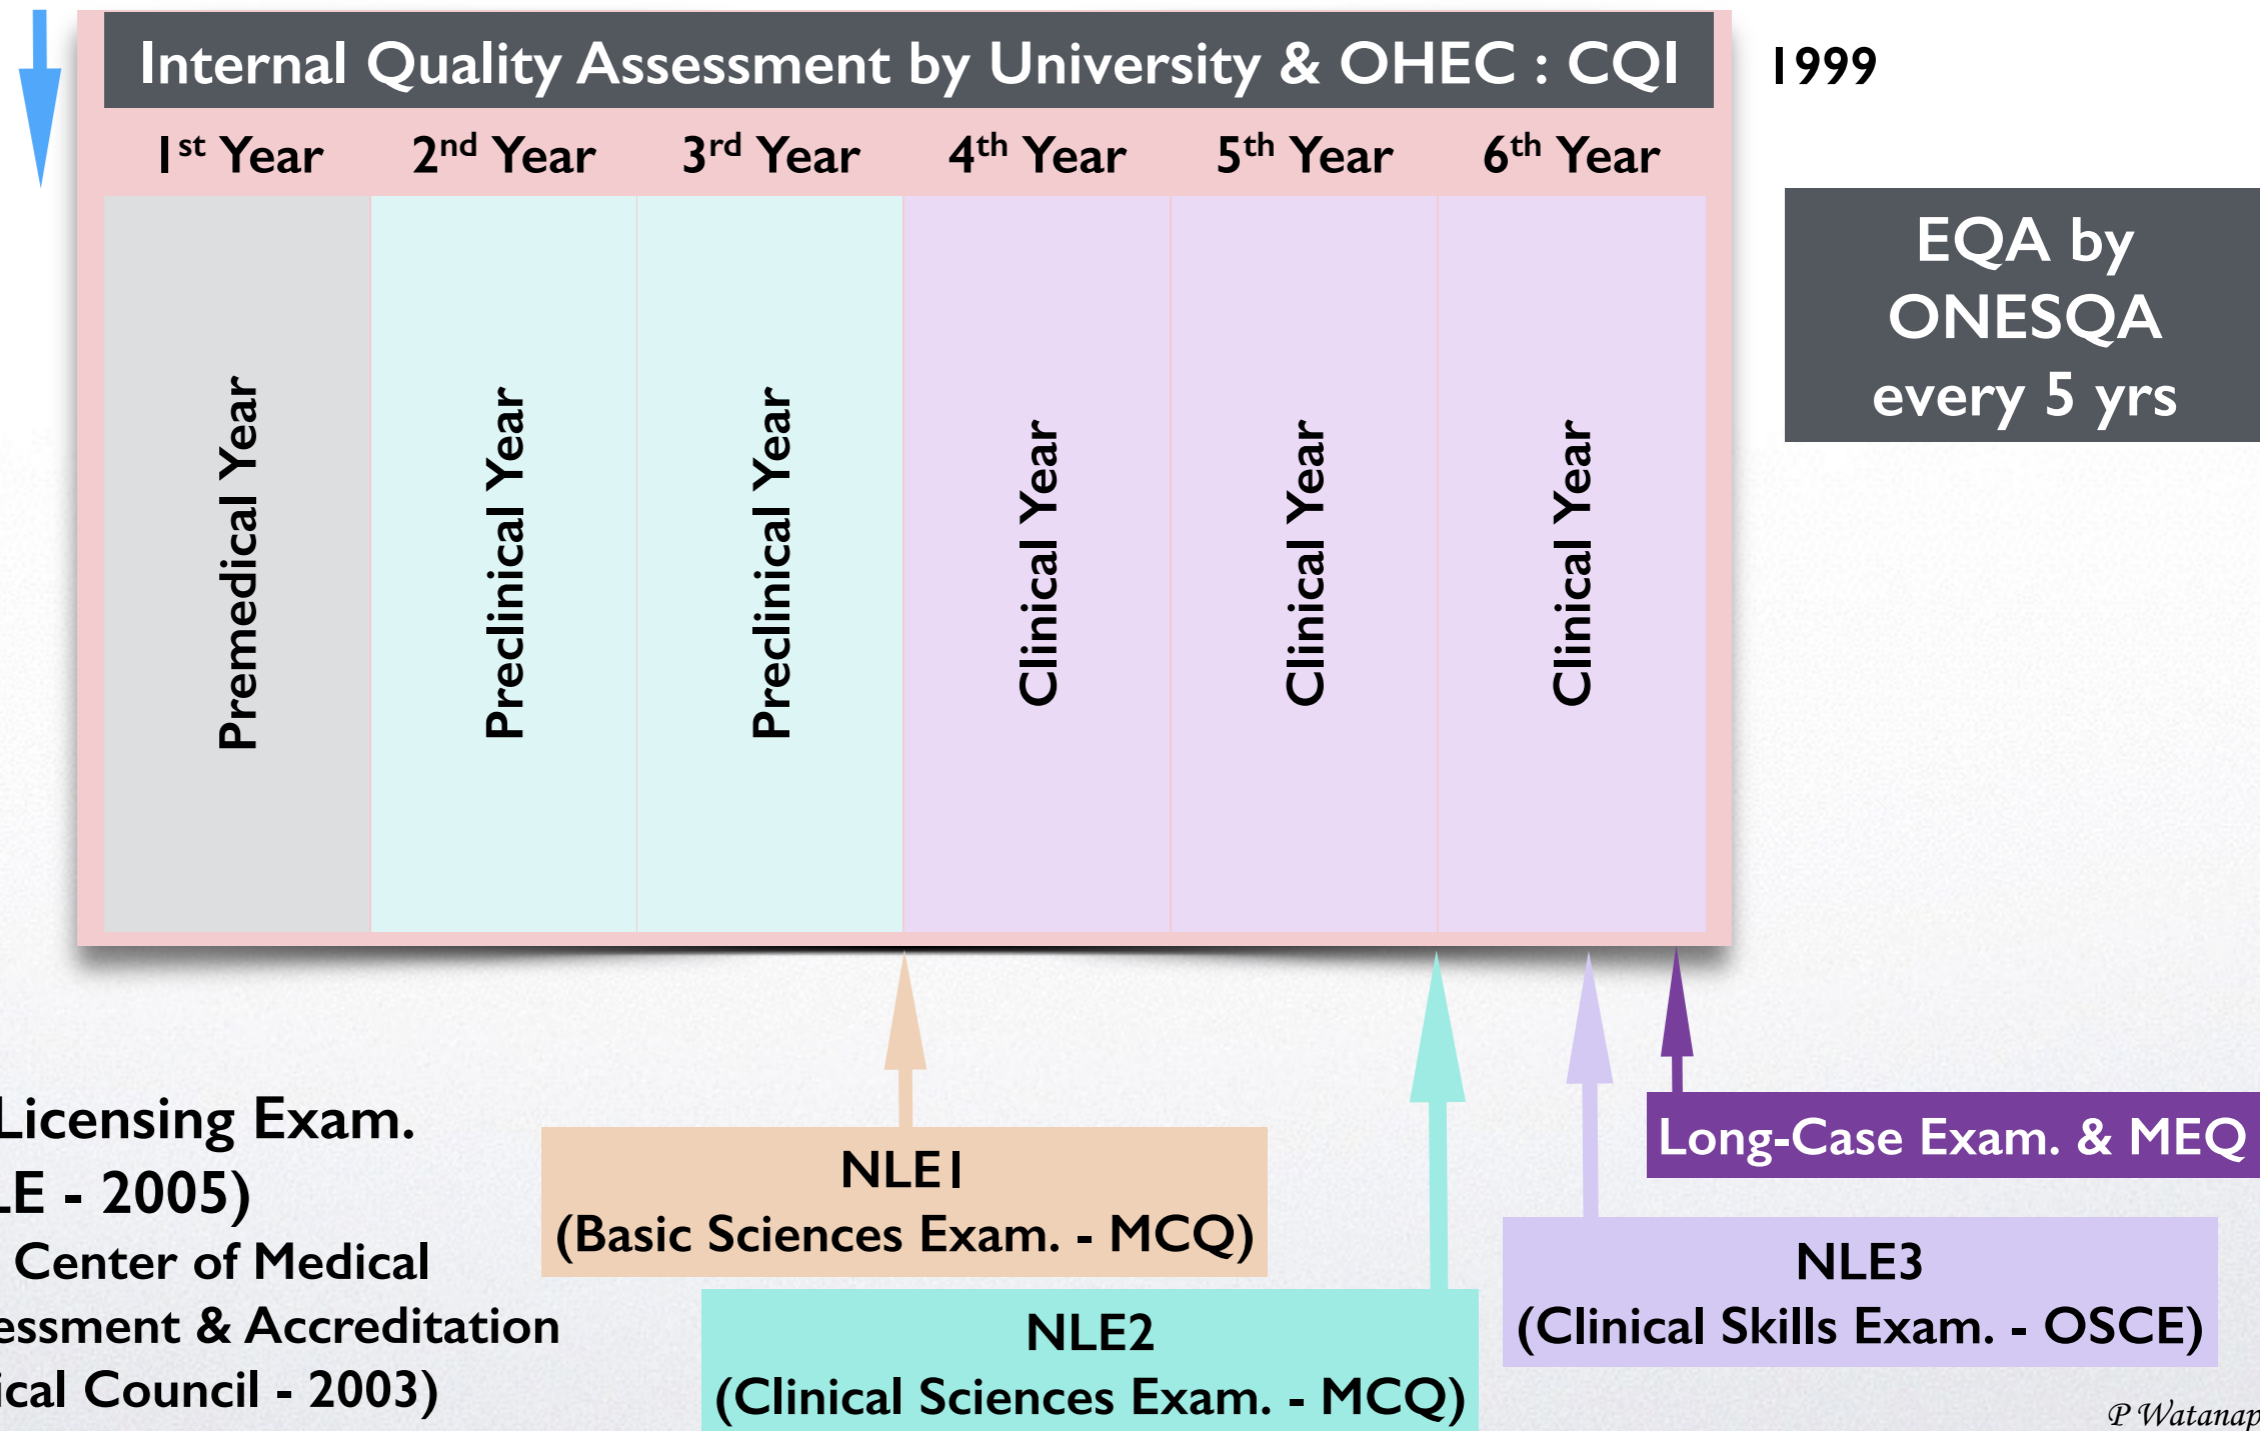 Internal Quality Assessment by University & OHEC : CQI
1999
1st Year
2nd Year
3rd Year
4th Year
5th Year
6th Year
Premedical Year
Preclinical Year
Preclinical Year
Clinical Year
Clinical Year
Clinical Year
EQA by
ONESQA
every 5 yrs
Licensing Exam.
LE - 2005)
Center of Medical
essment & Accreditation
ical Council - 2003)
NLE1
(Basic Sciences Exam. - MCQ)
NLE2
(Clinical Sciences Exam. - MCQ)
Long-Case Exam. & MEQ
NLE3
(Clinical Skills Exam. - OSCE)
P Watanap